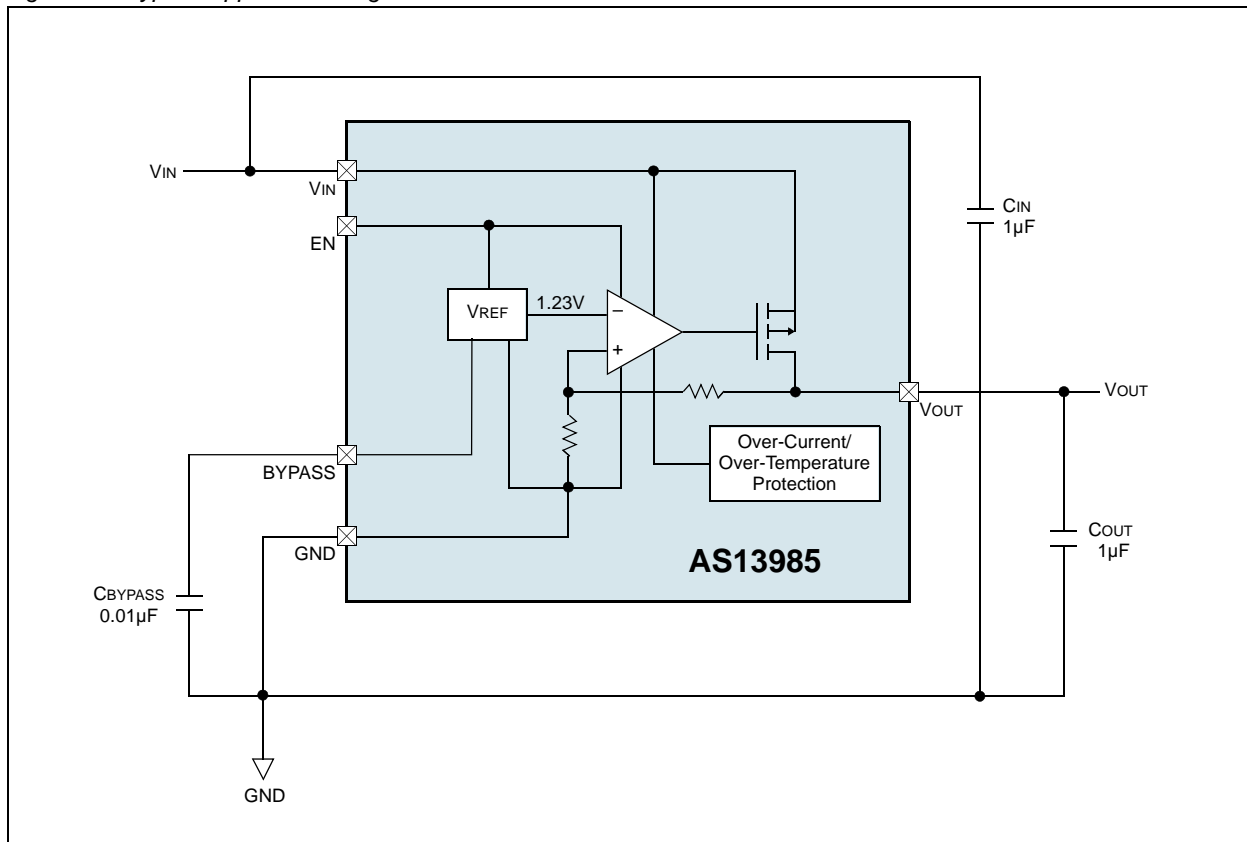 VIN
VIN
EN
VREF
1.23V
−
+
CIN
1µF
VOUT
VOUT
Over-Current/
Over-Temperature
Protection
BYPASS
GND
AS13985
COUT
1µF
CBYPASS
0.01µF
GND